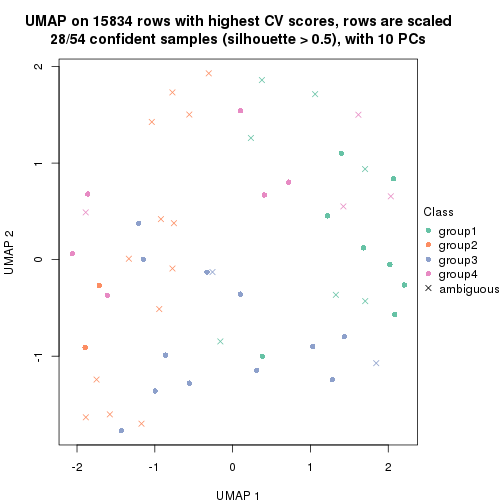 UMAP on 15834 rows with highest CV scores, rows are scaled
28/54 confident samples (silhouette > 0.5), with 10 PCs
2
1
0
-1
UMAP 2
-2
-1
0
1
2
UMAP 1
Class
group1
group2
group3
group4
ambiguous